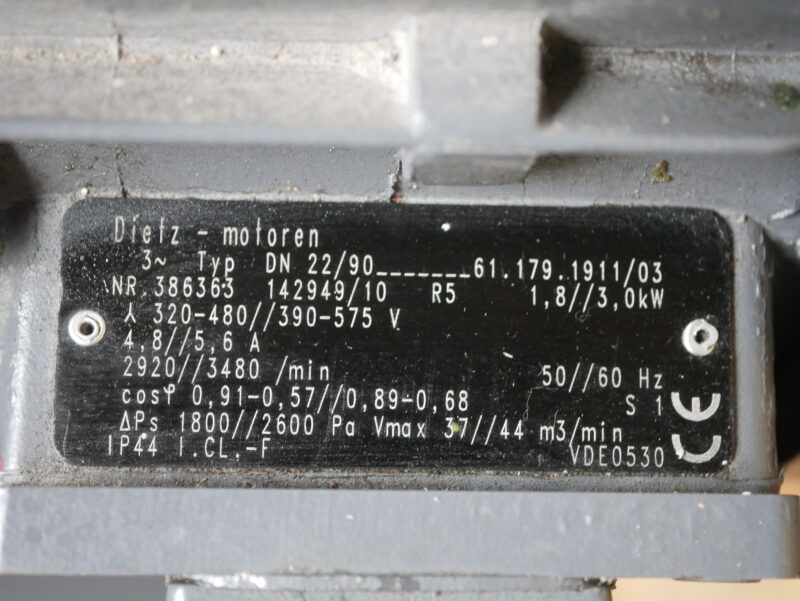 Dietz - motoren
3~ Typ DN 22/90_______61.179.1911/03
NR.386363 142949/10 R5 1,8//3,0kW
⅄ 320-480//390-575 V
4,8//5,6 A
2920//3480 /min 50//60 Hz
cosφ 0,91-0,57//0,89-0,68 S 1
ΔPs 1800//2600 Pa Vmax 37//44 m3/min
IP44 I.CL.-F VDE0530
CE